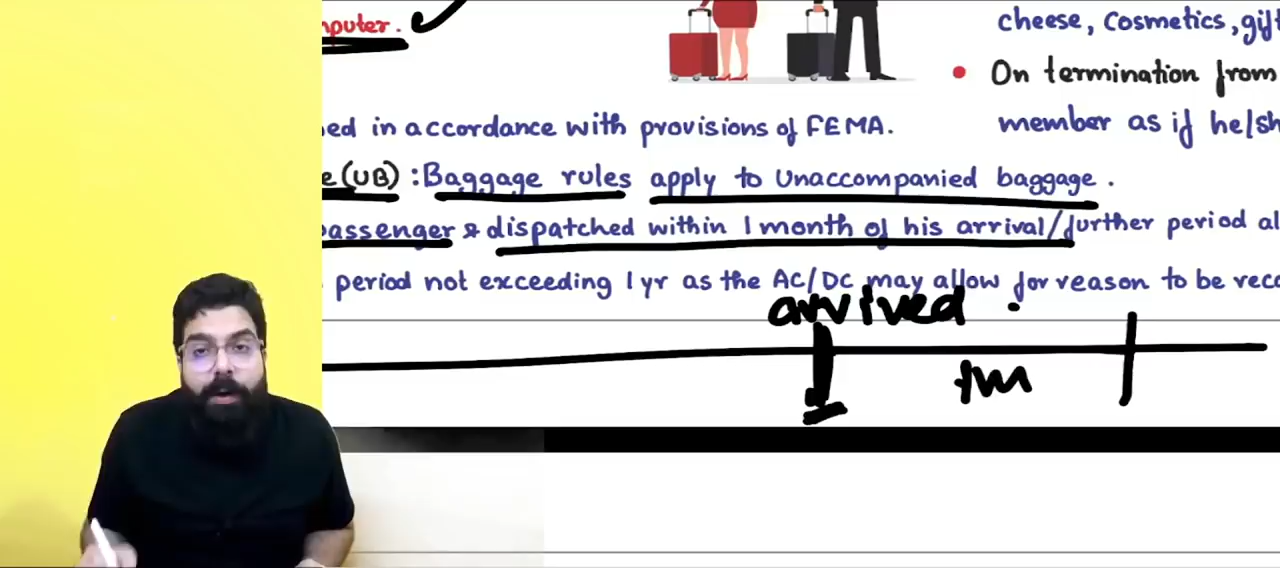 puter.
cheese, cosmetics, gift
• On termination from
member as if he/sh
ed in accordance with provisions of FEMA.
e (UB) : Baggage rules apply to Unaccompanied baggage.
passenger & dispatched within 1 month of his arrival/further period al
period not exceeding 1 yr as the AC/DC may allow for reason to be reco
arrived
1m